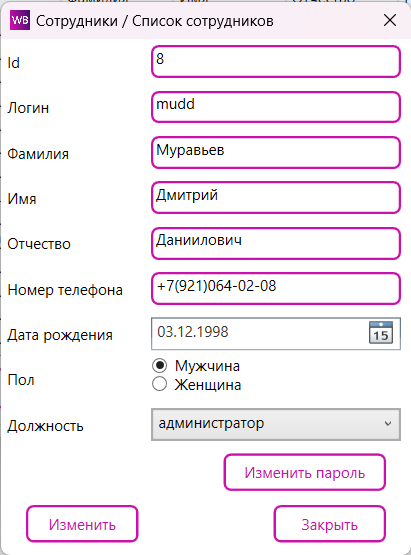 WB Сотрудники / Список сотрудников
Id 8
Логин mudd
Фамилия Муравьев
Имя Дмитрий
Отчество Даниилович
Номер телефона +7(921)064-02-08
Дата рождения 03.12.1998 15
Пол Мужчина
Женщина
Должность администратор
Изменить пароль
Изменить Закрыть